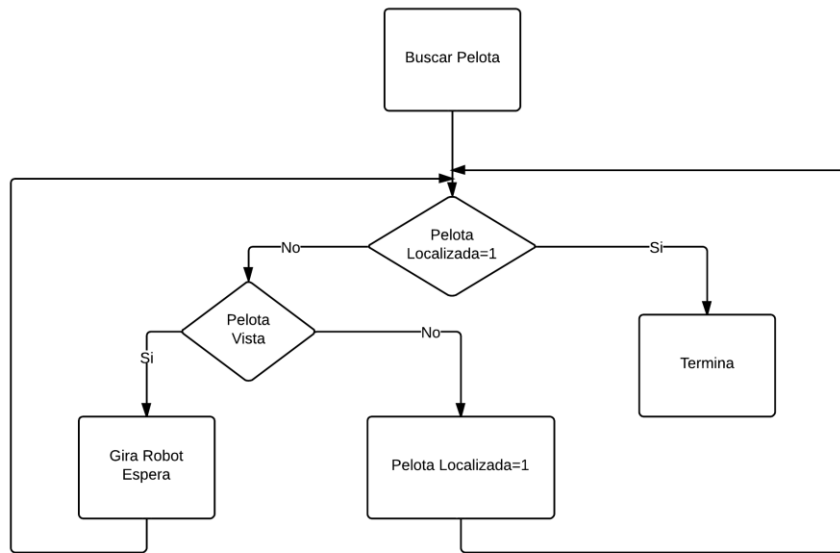 Buscar Pelota
Pelota
Localizada=1
No
Si
Pelota
Vista
Si
No
Termina
Gira Robot
Espera
Pelota Localizada=1